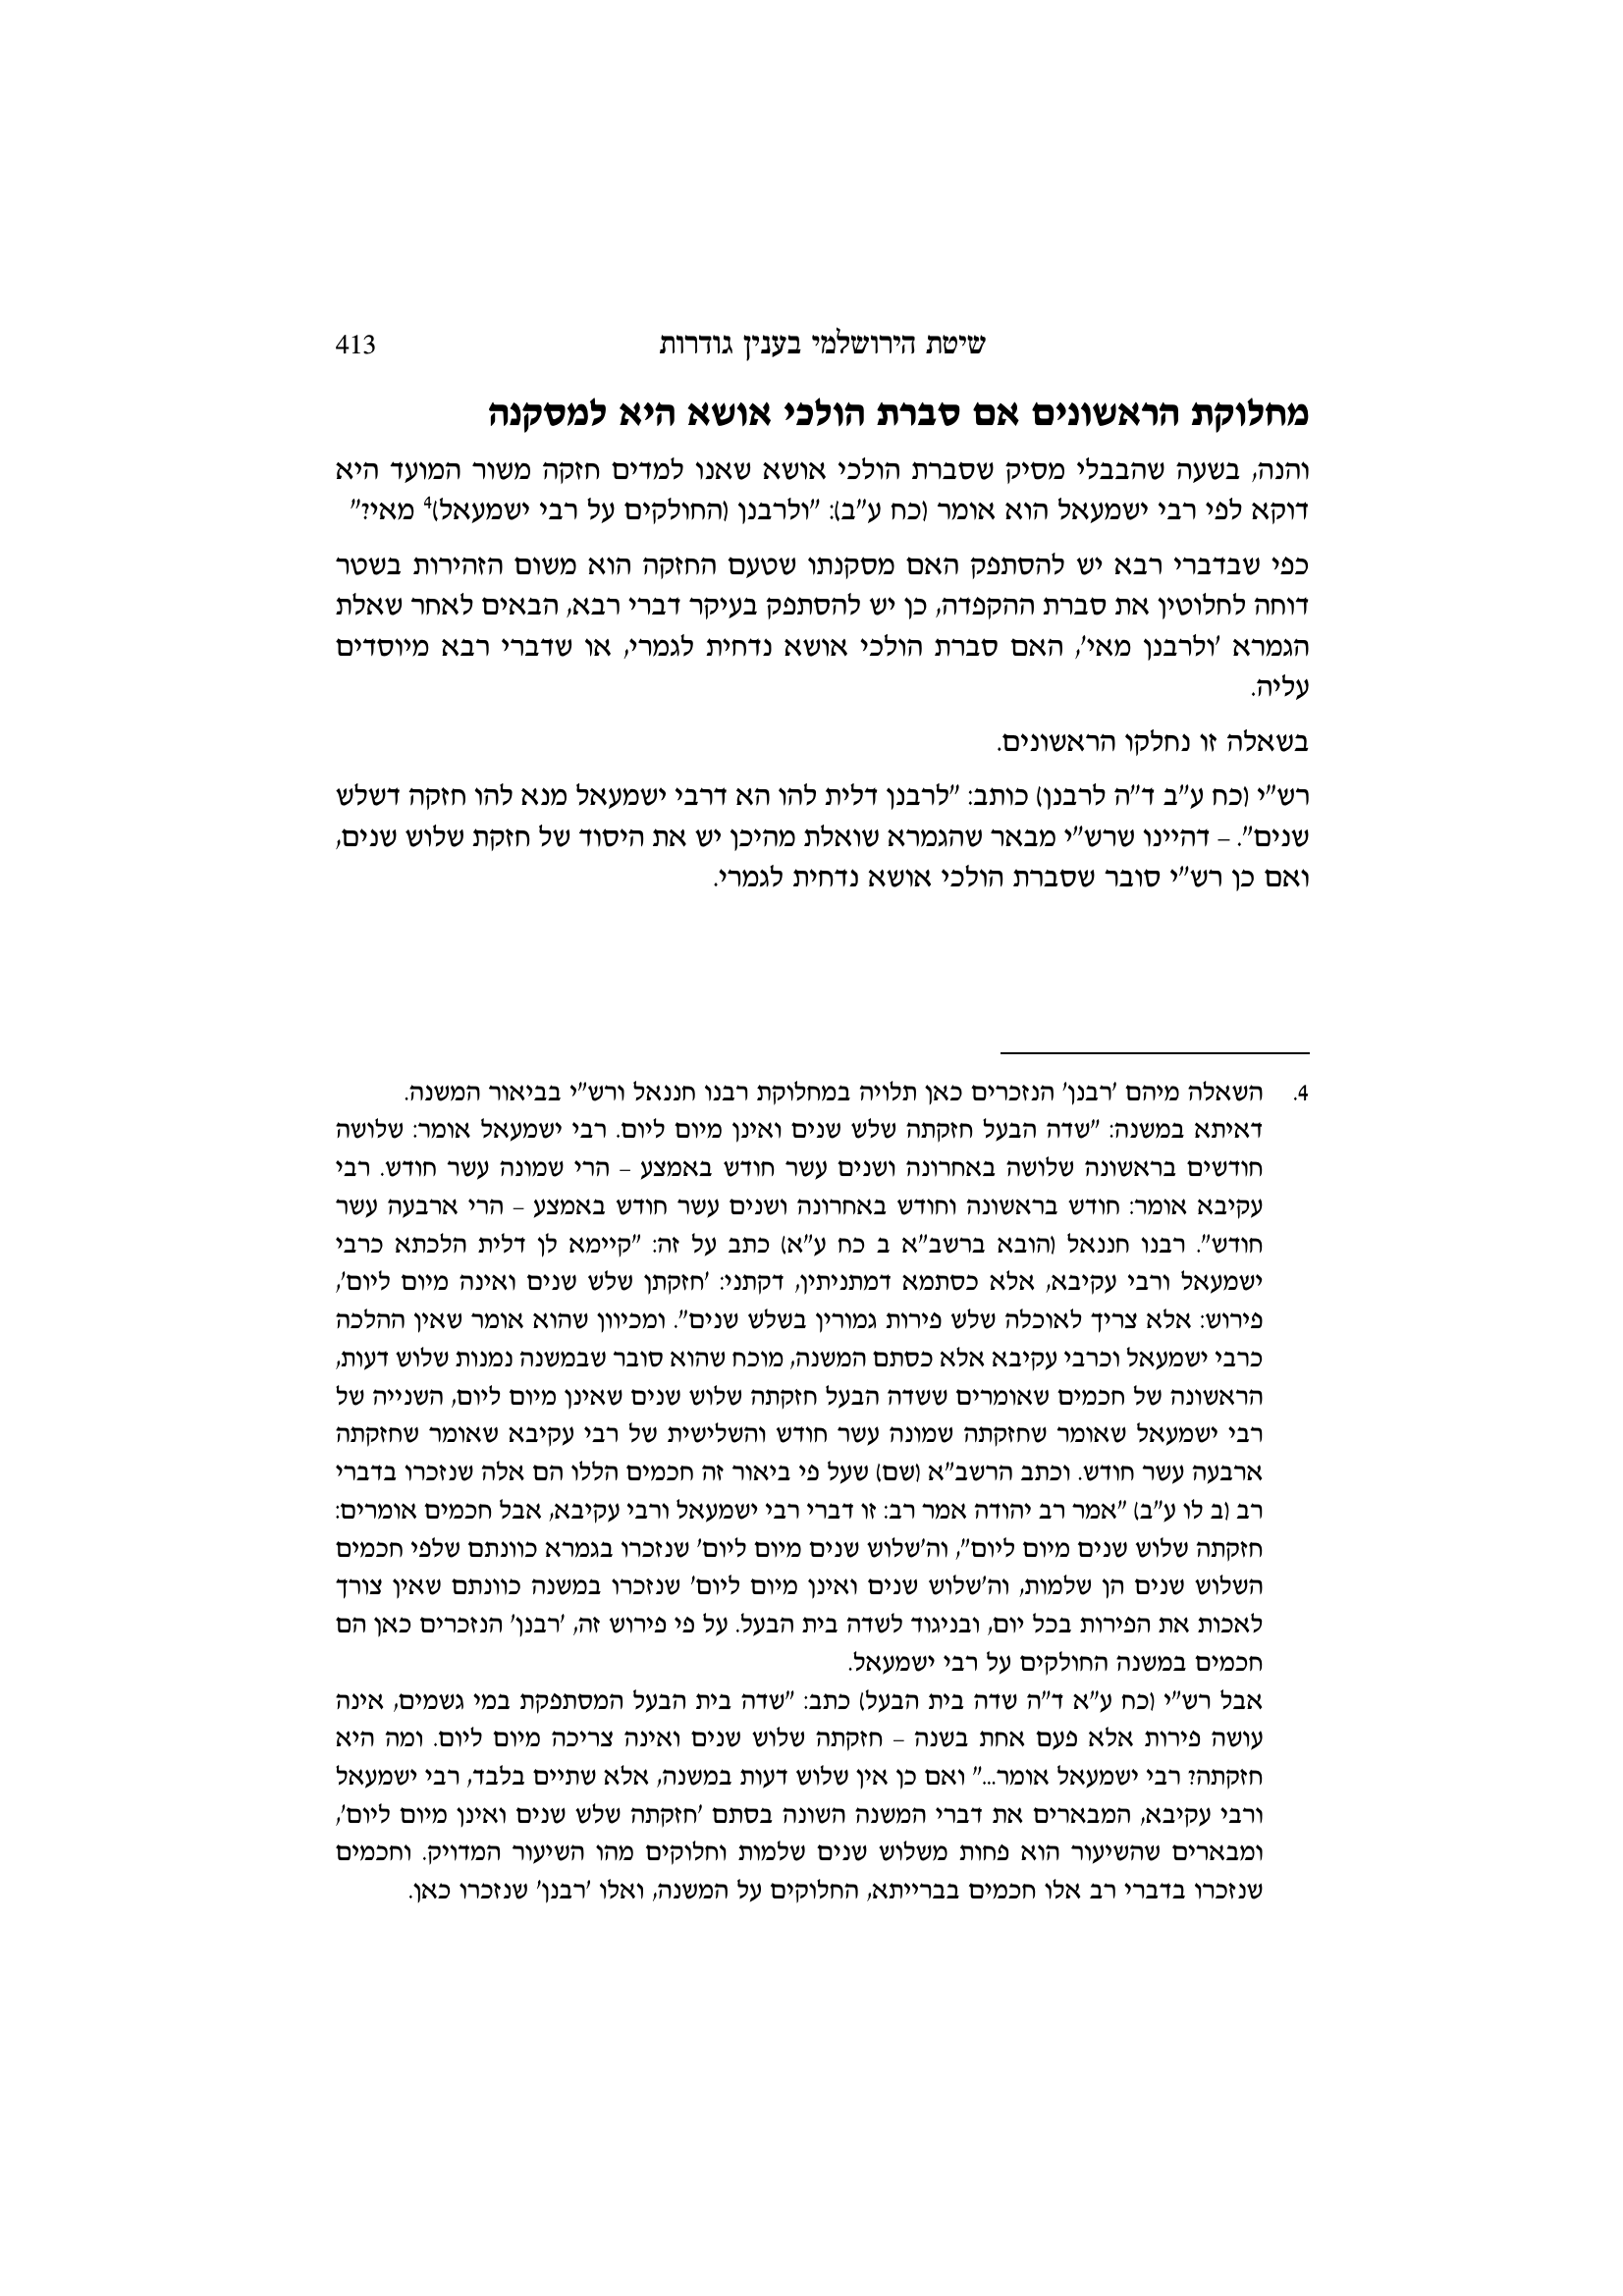 שיטת הירושלמי בענין גודרות 413
מחלוקת הראשונים אם סברת הולכי אושא היא למסקנה
והנה, בשעה שהבבלי מסיק שסברת הולכי אושא שאנו למדים חזקה משור המועד היא
דוקא לפי רבי ישמעאל הוא אומר (כח ע"ב): "ולרבנן (החולקים על רבי ישמעאל)4 מאי?"
כפי שבדברי רבא יש להסתפק האם מסקנתו שטעם החזקה הוא משום הזהירות בשטר
דוחה לחלוטין את סברת ההקפדה, כן יש להסתפק בעיקר דברי רבא, הבאים לאחר שאלת
הגמרא 'ולרבנן מאי', האם סברת הולכי אושא נדחית לגמרי, או שדברי רבא מיוסדים
עליה.
בשאלה זו נחלקו הראשונים.
רש"י (כח ע"ב ד"ה לרבנן) כותב: "לרבנן דלית להו הא דרבי ישמעאל מנא להו חזקה דשלש
שנים". – דהיינו שרש"י מבאר שהגמרא שואלת מהיכן יש את היסוד של חזקת שלוש שנים,
ואם כן רש"י סובר שסברת הולכי אושא נדחית לגמרי.
4. השאלה מיהם 'רבנן' הנזכרים כאן תלויה במחלוקת רבנו חננאל ורש"י בביאור המשנה.
דאיתא במשנה: "שדה הבעל חזקתה שלש שנים ואינן מיום ליום. רבי ישמעאל אומר: שלושה
חודשים בראשונה שלושה באחרונה ושנים עשר חודש באמצע – הרי שמונה עשר חודש. רבי
עקיבא אומר: חודש בראשונה וחודש באחרונה ושנים עשר חודש באמצע – הרי ארבעה עשר
חודש". רבנו חננאל (הובא ברשב"א ב כח ע"א) כתב על זה: "קיימא לן דלית הלכתא כרבי
ישמעאל ורבי עקיבא, אלא כסתמא דמתניתין, דקתני: 'חזקתן שלש שנים ואינה מיום ליום',
פירוש: אלא צריך לאוכלה שלש פירות גמורין בשלש שנים". ומכיוון שהוא אומר שאין ההלכה
כרבי ישמעאל וכרבי עקיבא אלא כסתם המשנה, מוכח שהוא סובר שבמשנה נמנות שלוש דעות,
הראשונה של חכמים שאומרים ששדה הבעל חזקתה שלוש שנים שאינן מיום ליום, השנייה של
רבי ישמעאל שאומר שחזקתה שמונה עשר חודש והשלישית של רבי עקיבא שאומר שחזקתה
ארבעה עשר חודש. וכתב הרשב"א (שם) שעל פי ביאור זה חכמים הללו הם אלה שנזכרו בדברי
רב (ב לו ע"ב) "אמר רב יהודה אמר רב: זו דברי רבי ישמעאל ורבי עקיבא, אבל חכמים אומרים:
חזקתה שלוש שנים מיום ליום", וה'שלוש שנים מיום ליום' שנזכרו בגמרא כוונתם שלפי חכמים
השלוש שנים הן שלמות, וה'שלוש שנים ואינן מיום ליום' שנזכרו במשנה כוונתם שאין צורך
לאכות את הפירות בכל יום, ובניגוד לשדה בית הבעל. על פי פירוש זה, 'רבנן' הנזכרים כאן הם
חכמים במשנה החולקים על רבי ישמעאל.
אבל רש"י (כח ע"א ד"ה שדה בית הבעל) כתב: "שדה בית הבעל המסתפקת במי גשמים, אינה
עושה פירות אלא פעם אחת בשנה – חזקתה שלוש שנים ואינה צריכה מיום ליום. ומה היא
חזקתה? רבי ישמעאל אומר..." ואם כן אין שלוש דעות במשנה, אלא שתיים בלבד, רבי ישמעאל
ורבי עקיבא, המבארים את דברי המשנה השונה בסתם 'חזקתה שלש שנים ואינן מיום ליום',
ומבארים שהשיעור הוא פחות משלוש שנים שלמות וחלוקים מהו השיעור המדויק. וחכמים
שנזכרו בדברי רב אלו חכמים בברייתא, החלוקים על המשנה, ואלו 'רבנן' שנזכרו כאן.